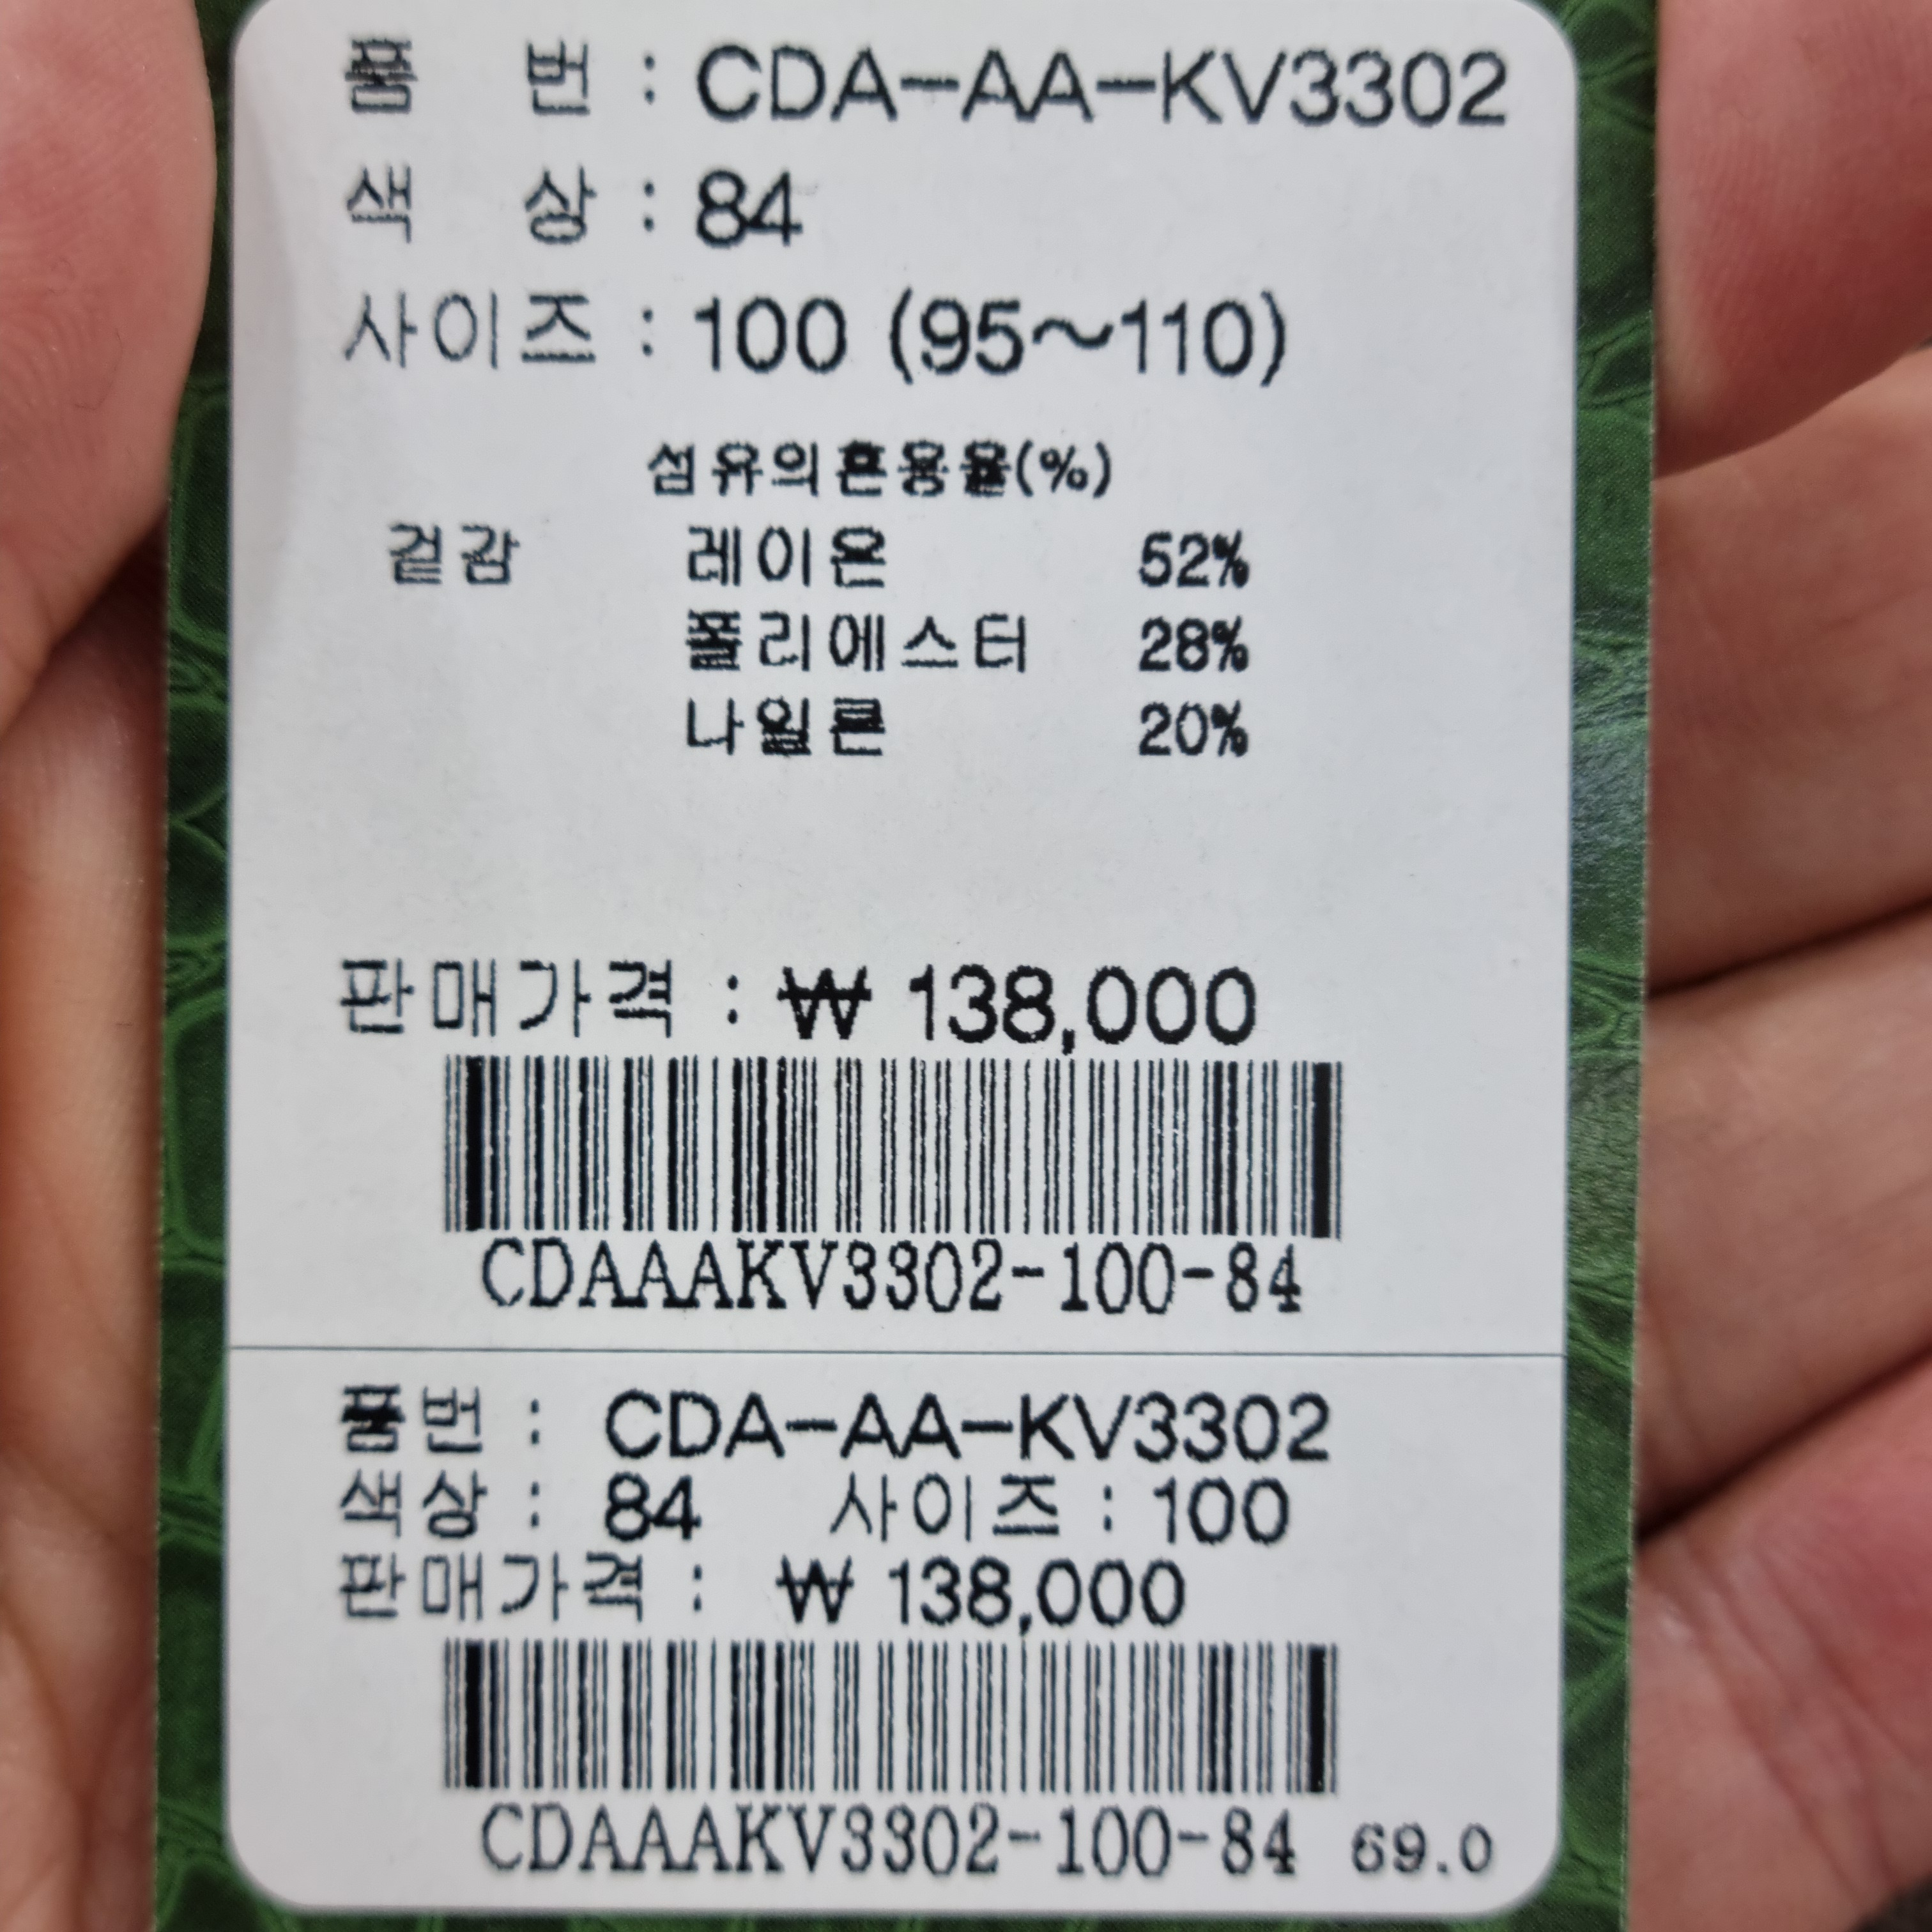 품 번 : CDA-AA-KV3302
색 상 : 84
사이즈 : 100 (95~110)
섬유의혼용율(%)
겉감 레이온 52%
폴리에스터 28%
나일론 20%
판매가격 : ₩ 138,000
CDAAAKV3302-100-84
품번 : CDA-AA-KV3302
색상 : 84 사이즈 : 100
판매가격 : ₩ 138,000
CDAAAKV3302-100-84 69.0